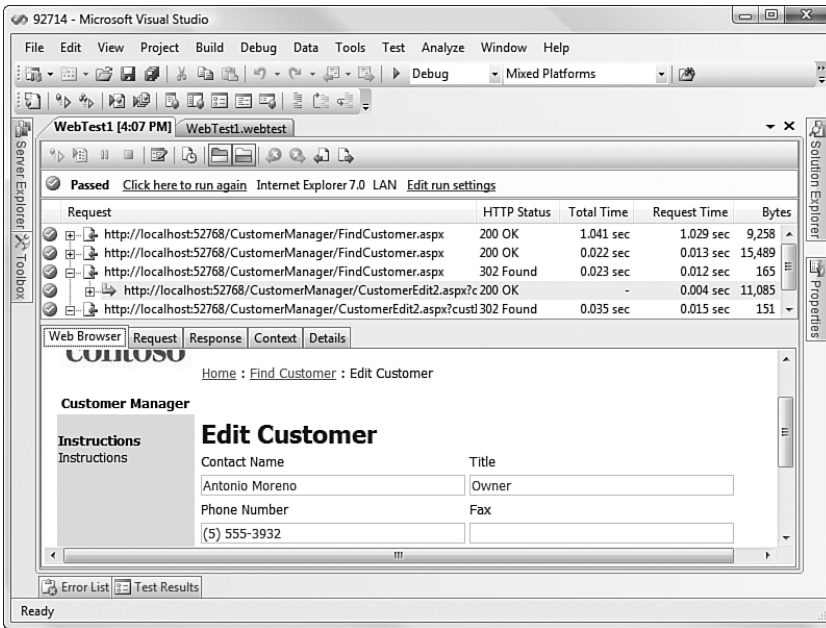 92714 - Microsoft Visual Studio
File Edit View Project Build Debug Data Tools Test Analyze Window Help
Debug Mixed Platforms
WebTest1 [4:07 PM] WebTest1.webtest
Server Explorer
Toolbox
Solution Explorer
Properties
Passed Click here to run again Internet Explorer 7.0 LAN Edit run settings
Request HTTP Status Total Time Request Time Bytes
http://localhost:52768/CustomerManager/FindCustomer.aspx 200 OK 1.041 sec 1.029 sec 9,258
http://localhost:52768/CustomerManager/FindCustomer.aspx 200 OK 0.022 sec 0.013 sec 15,489
http://localhost:52768/CustomerManager/FindCustomer.aspx 302 Found 0.023 sec 0.012 sec 165
http://localhost:52768/CustomerManager/CustomerEdit2.aspx?c 200 OK - 0.004 sec 11,085
http://localhost:52768/CustomerManager/CustomerEdit2.aspx?custI 302 Found 0.035 sec 0.015 sec 151
Web Browser Request Response Context Details
Contoso
Home : Find Customer : Edit Customer
Customer Manager
Instructions
Instructions
Edit Customer
Contact Name Title
Antonio Moreno Owner
Phone Number Fax
(5) 555-3932
Error List Test Results
Ready